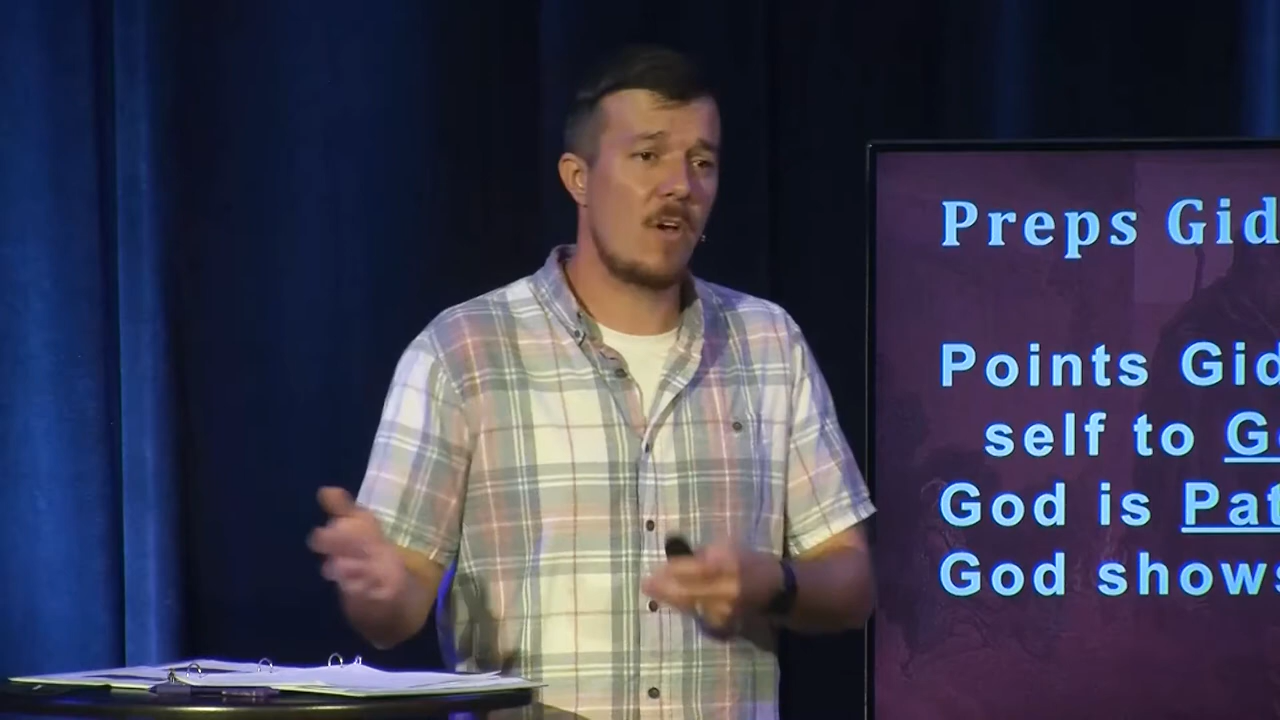 Preps Gid
Points Gid
self to G
God is Pat
God shows